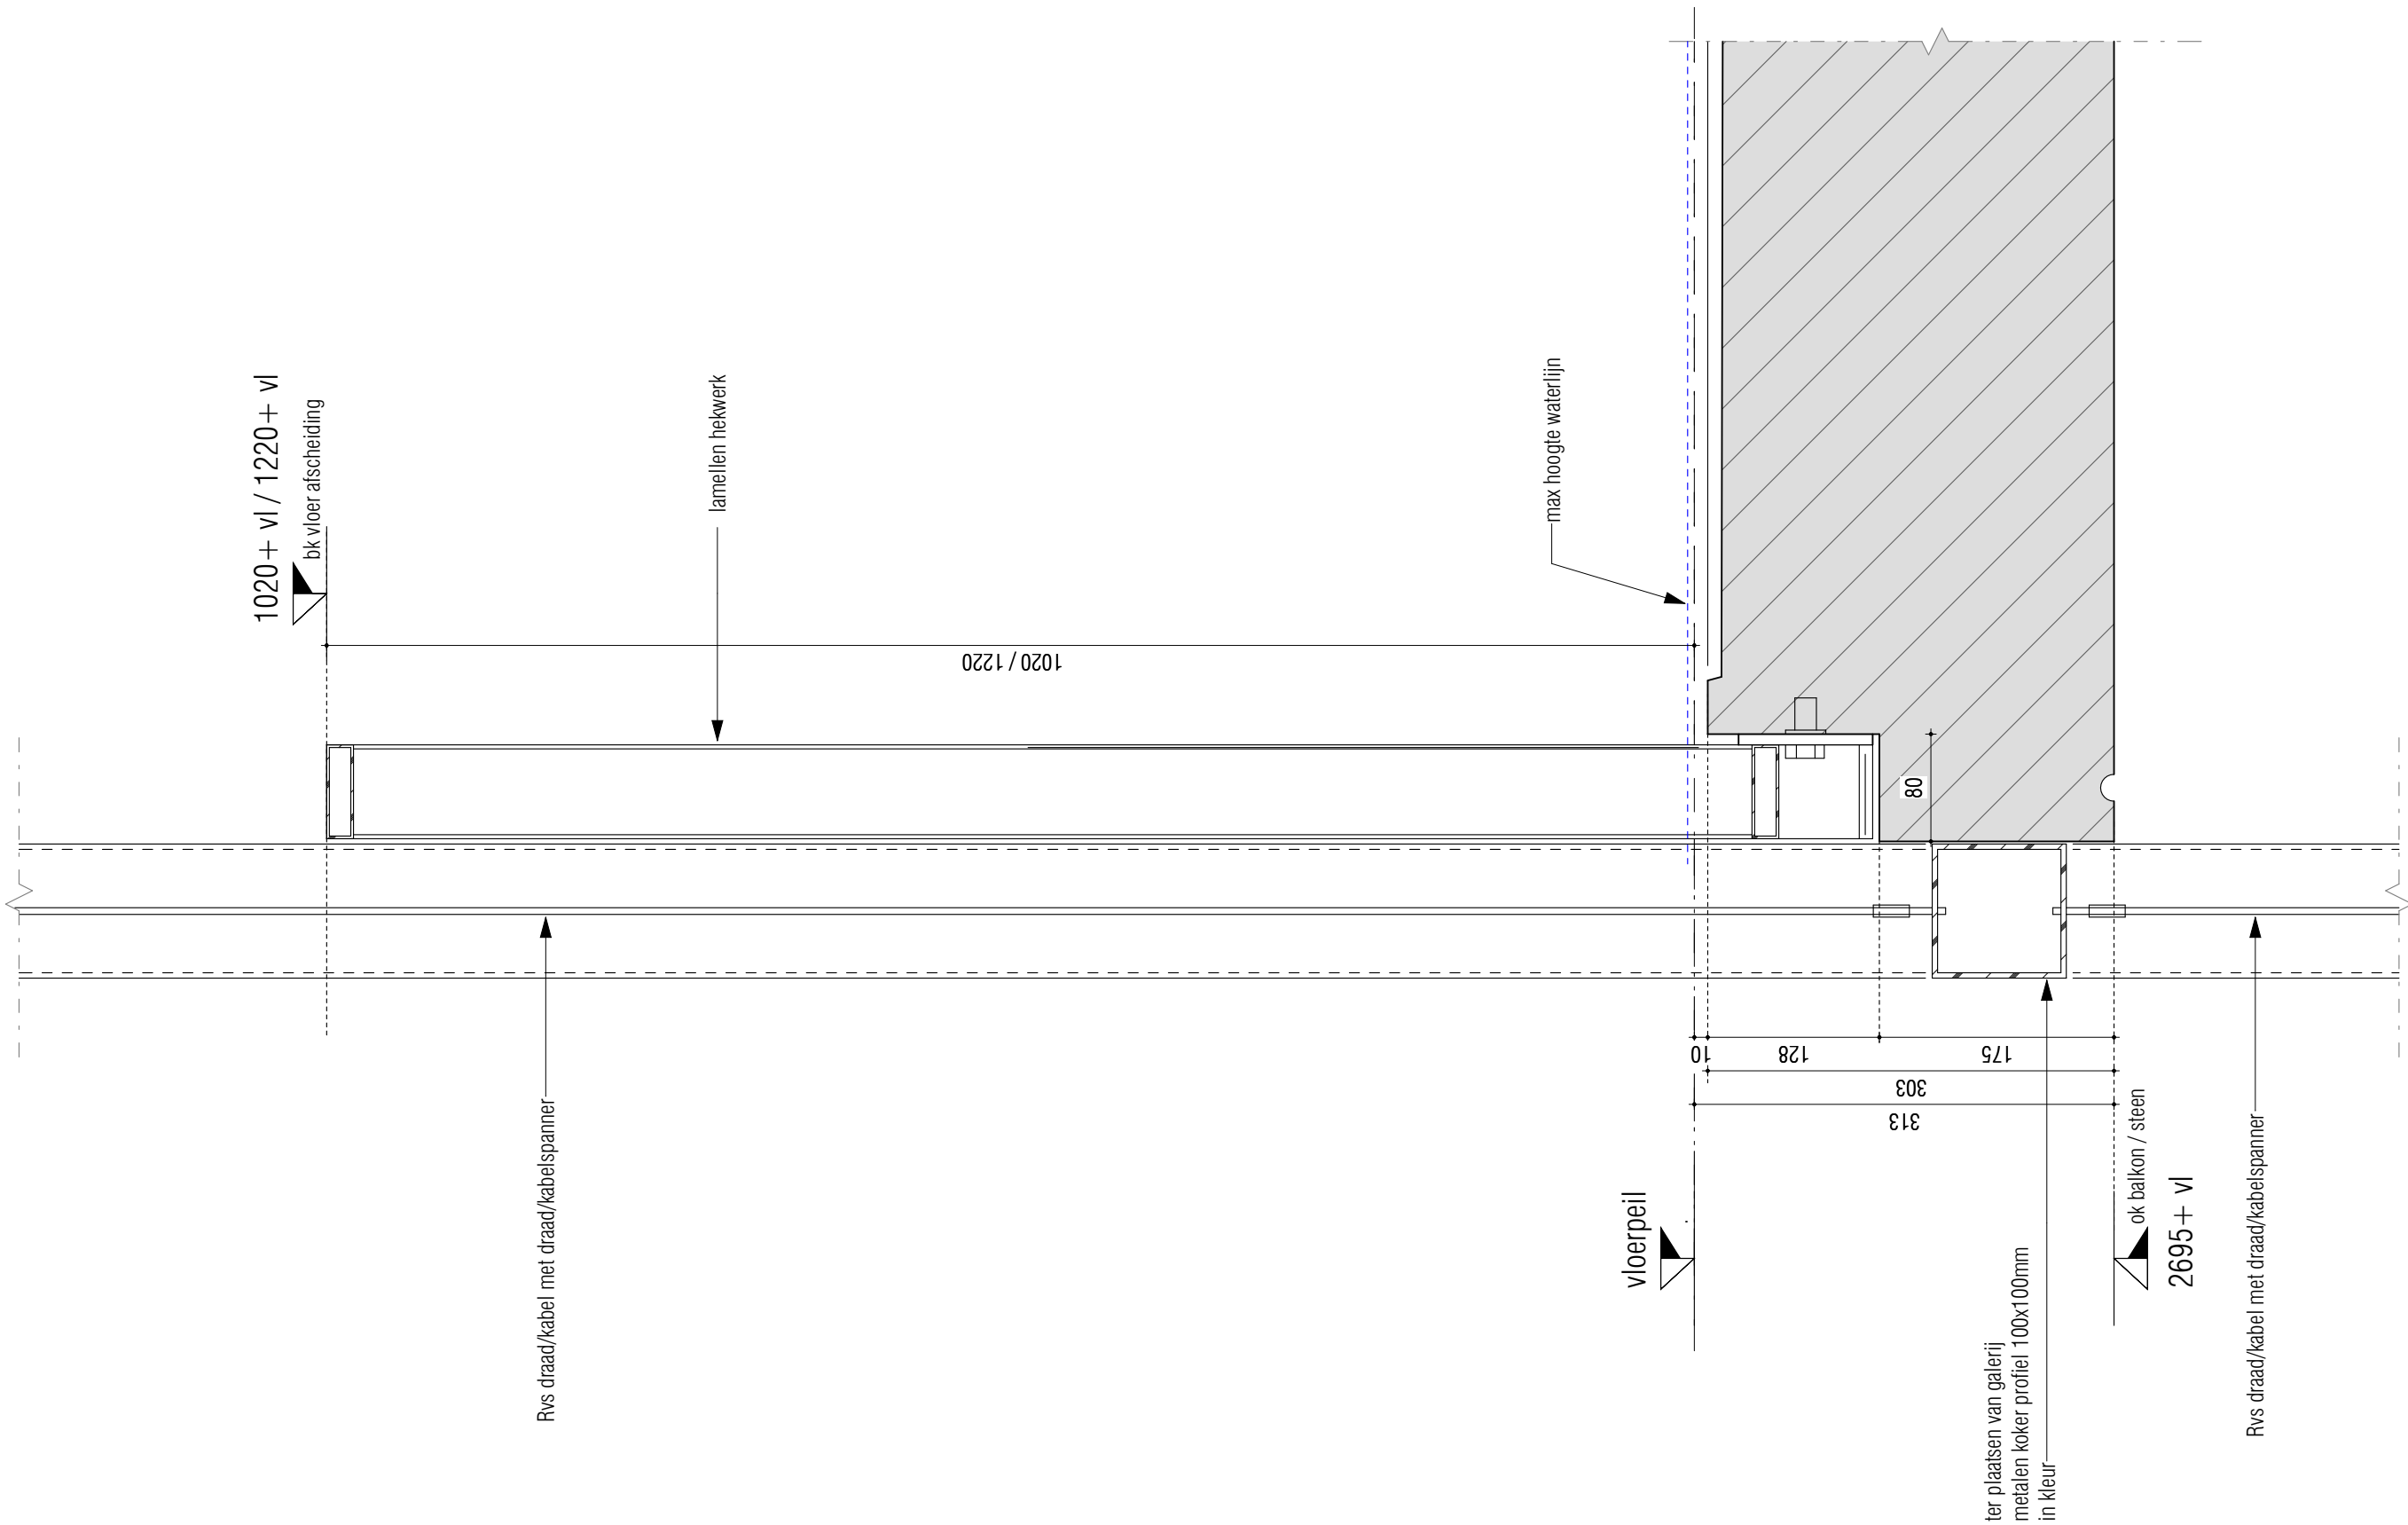 1020+ vl / 1220+ vl
bk vloer afscheiding
lamellen hekwerk
1020 / 1220
max hoogte waterlijn
80
10
128
175
303
313
Rvs draad/kabel met draad/kabelspanner
vloerpeil
ok balkon / steen
2695+ vl
ter plaatsen van galerij
metalen koker profiel 100x100mm
in kleur
Rvs draad/kabel met draad/kabelspanner